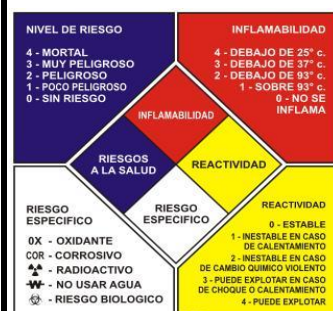 NIVEL DE RIESGO
4 - MORTAL
3 - MUY PELIGROSO
2 - PELIGROSO
1 - POCO PELIGROSO
0 - SIN RIESGO
INFLAMABILIDAD
4 - DEBAJO DE 25° c.
3 - DEBAJO DE 37° c.
2 - DEBAJO DE 93° c.
1 - SOBRE 93° c.
0 - NO SE
INFLAMA
INFLAMABILIDAD
RIESGOS
A LA SALUD
REACTIVIDAD
RIESGO
ESPECIFICO
RIESGO
ESPECIFICO
0X - OXIDANTE
COR - CORROSIVO
- RADIOACTIVO
W - NO USAR AGUA
- RIESGO BIOLOGICO
REACTIVIDAD
0 - ESTABLE
1 - INESTABLE EN CASO
DE CALENTAMIENTO
2 - INESTABLE EN CASO
DE CAMBIO QUIMICO VIOLENTO
3 - PUEDE EXPLOTAR EN CASO
DE CHOQUE O CALENTAMIENTO
4 - PUEDE EXPLOTAR